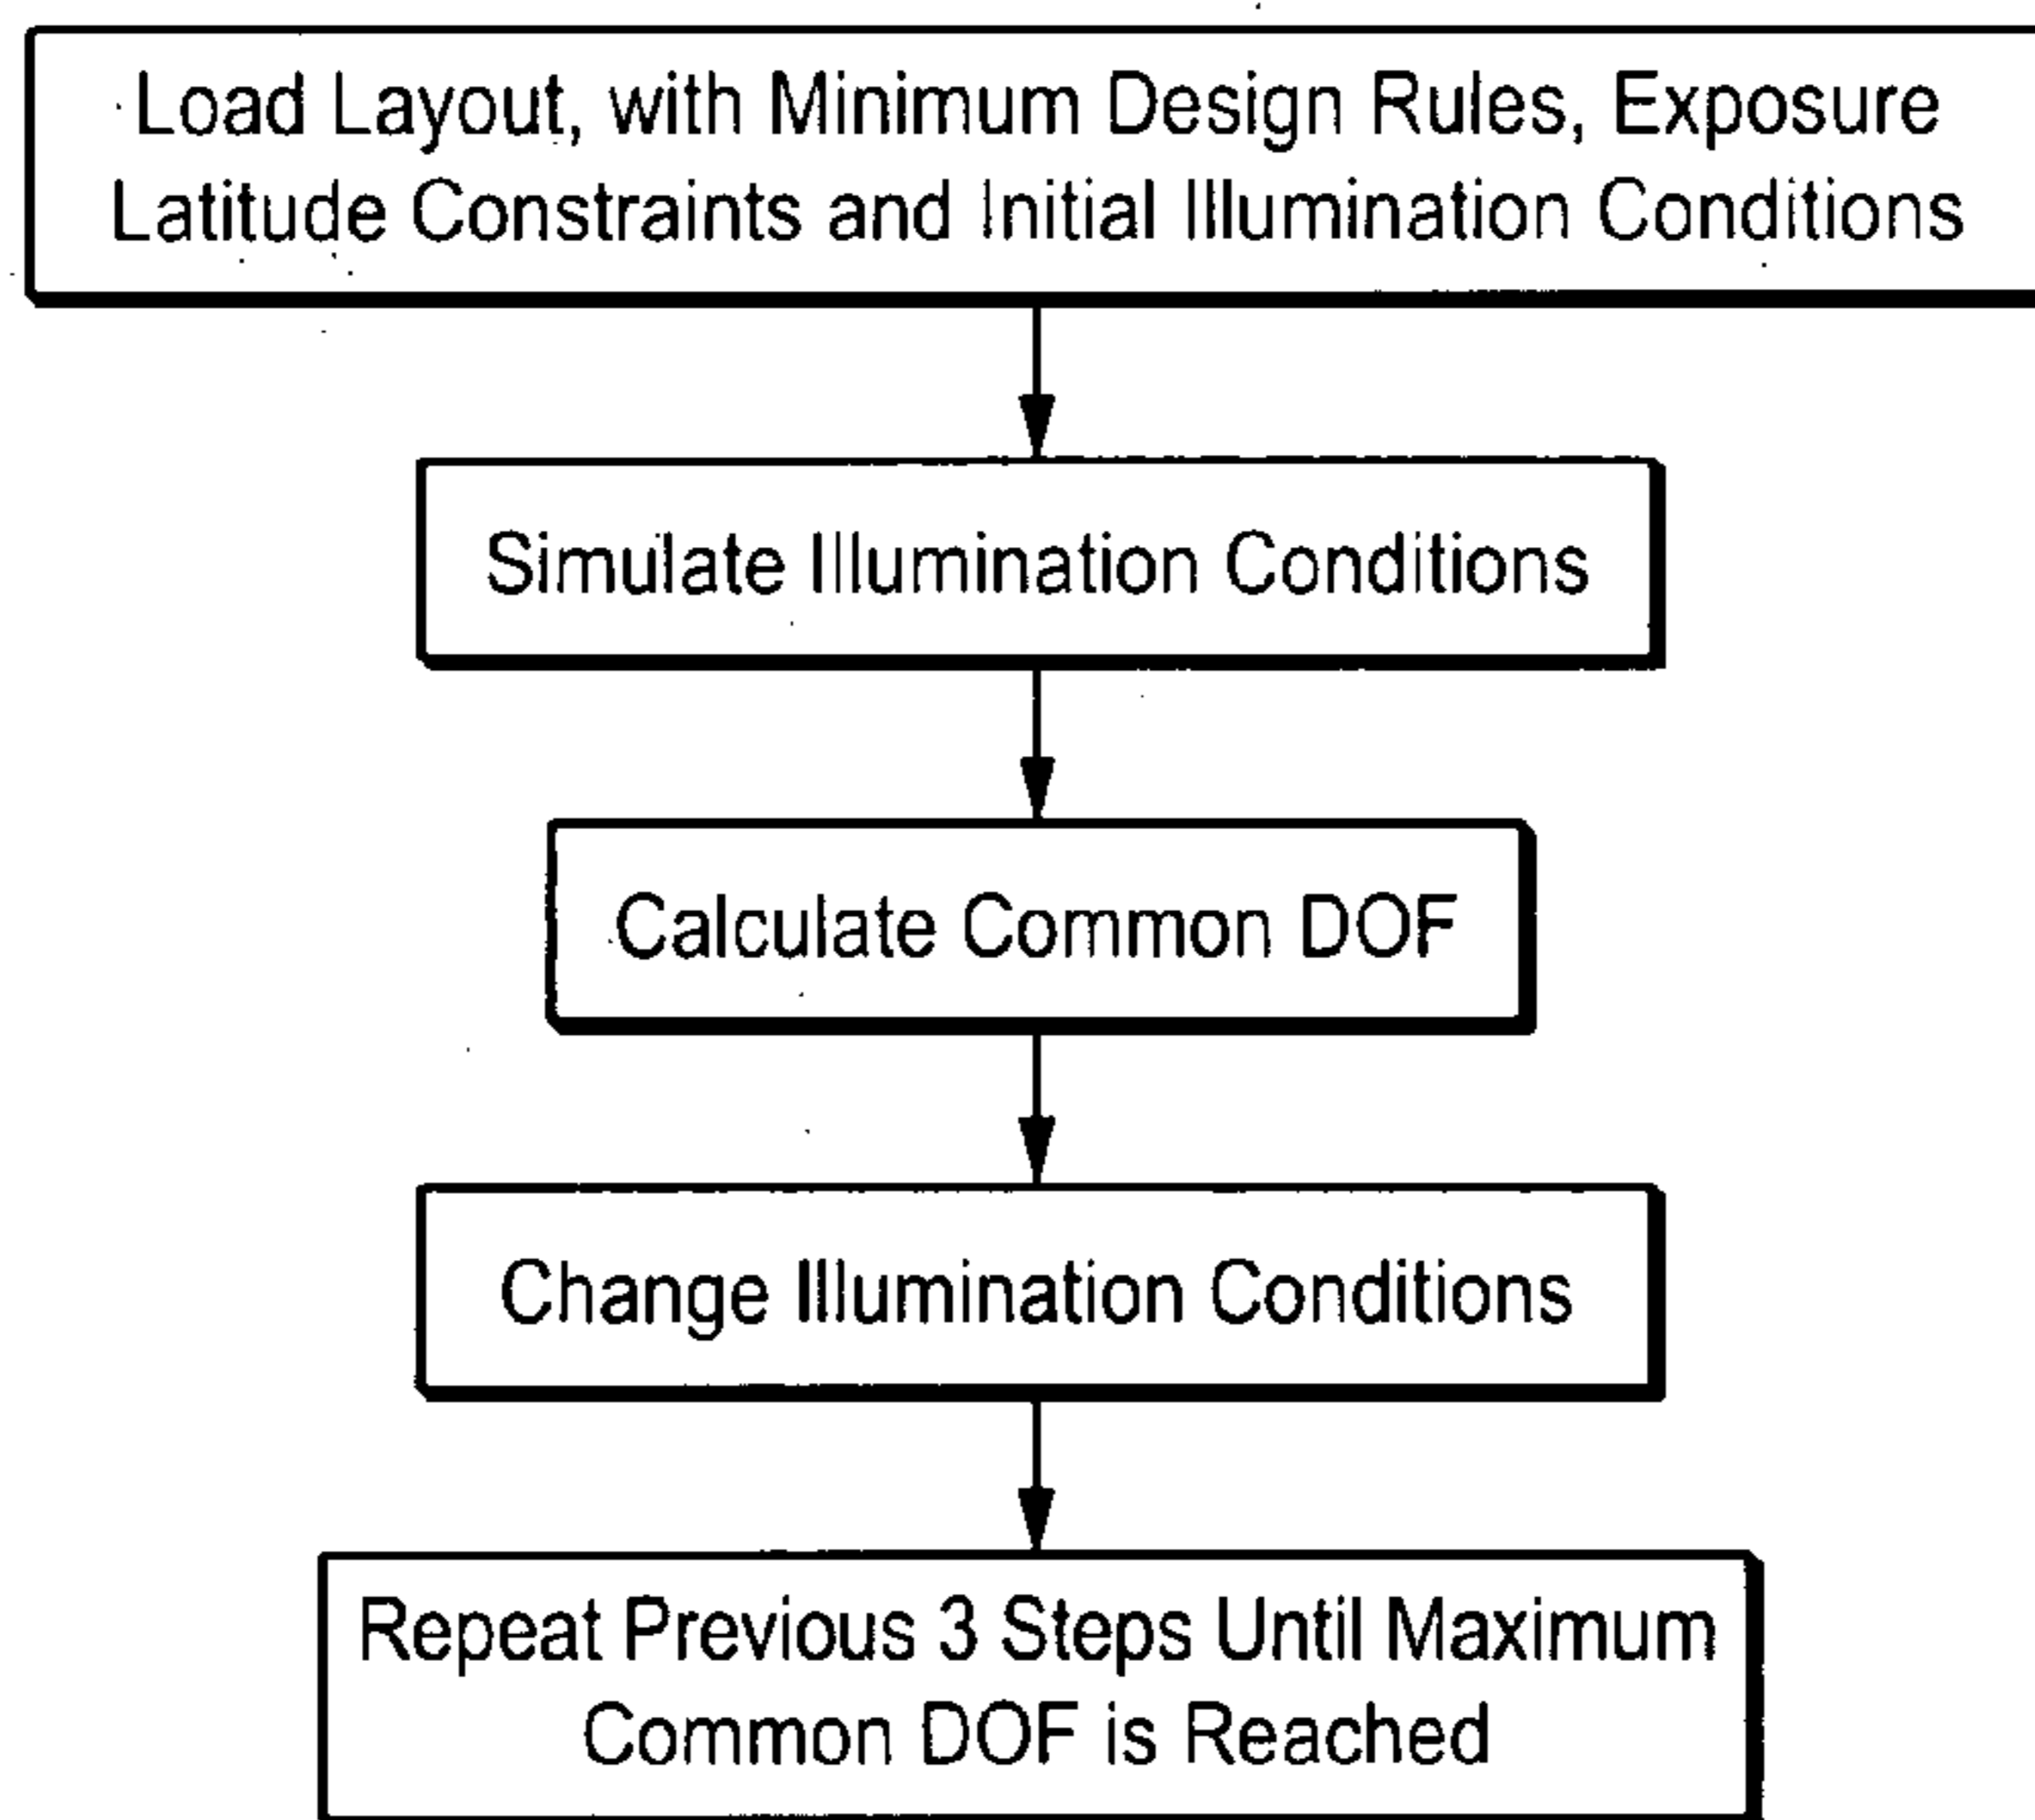 Load Layout, with Minimum Design Rules, Exposure
Latitude Constraints and Initial Illumination Conditions
Simulate Illumination Conditions
Calculate Common DOF
Change Illumination Conditions
Repeat Previous 3 Steps Until Maximum
Common DOF is Reached